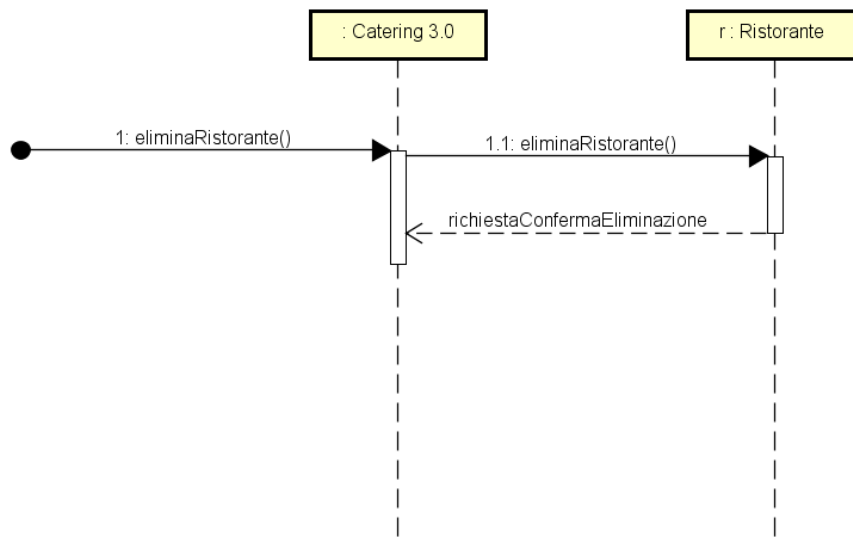 : Catering 3.0
r : Ristorante
1: eliminaRistorante()
1.1: eliminaRistorante()
richiestaConfermaEliminazione